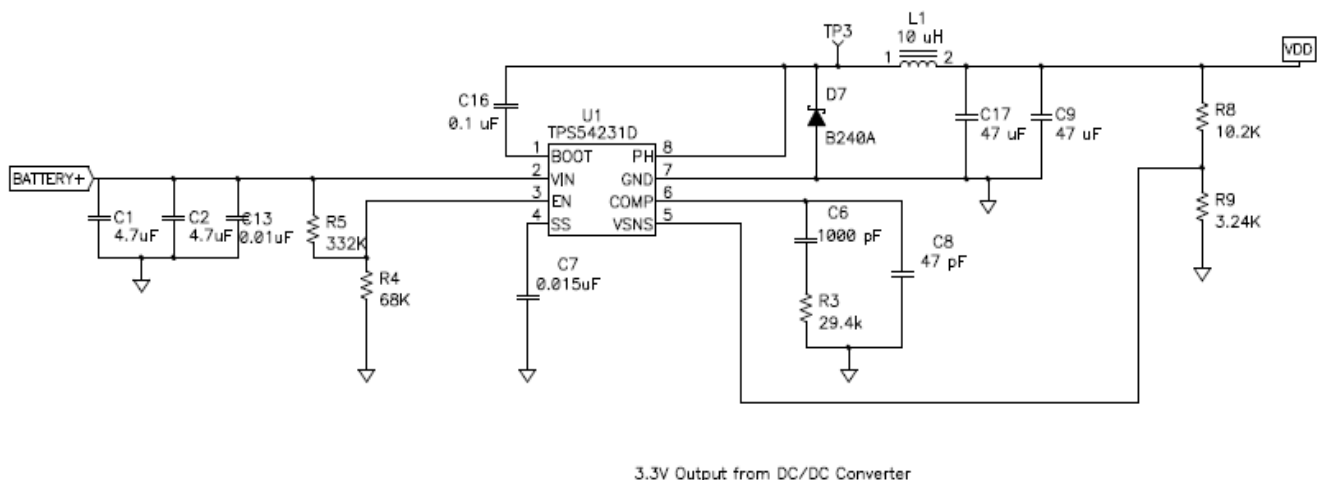 L1
10 uH
TP3
1
2
VDD
C16
0.1 uF
D7
B240A
C17
47 uF
C9
47 uF
R8
10.2K
U1
TPS54231D
1 BOOT PH 8
2 VIN GND 7
3 EN COMP 6
4 SS VSNS 5
BATTERY+
C1
4.7uF
C2
4.7uF
C13
0.01uF
R5
332K
R4
68K
C7
0.015uF
C6
1000 pF
C8
47 pF
R3
29.4k
R9
3.24K
3.3V Output from DC/DC Converter